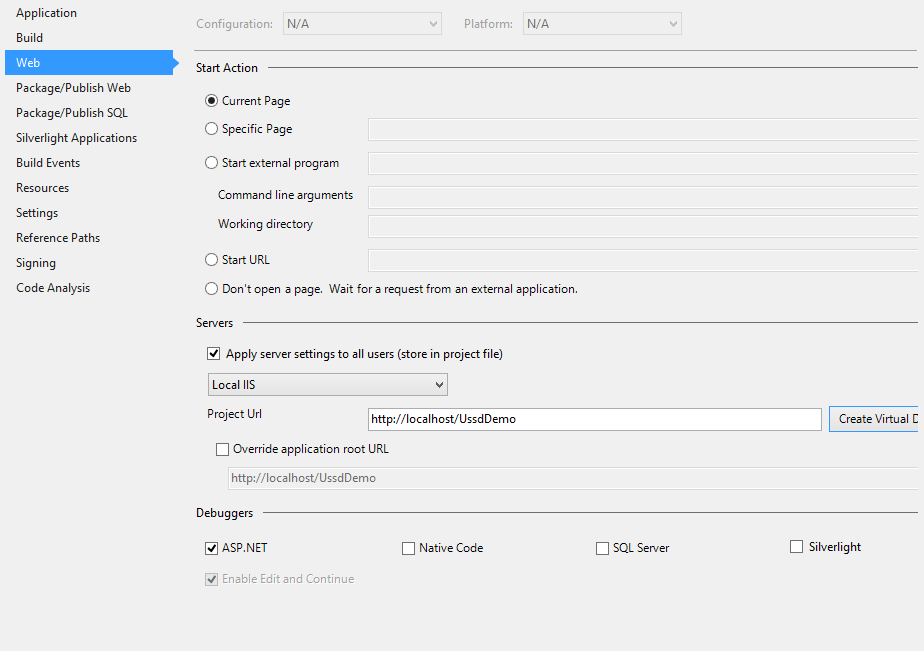 Application
Build
Web
Package/Publish Web
Package/Publish SQL
Silverlight Applications
Build Events
Resources
Settings
Reference Paths
Signing
Code Analysis
Configuration: N/A Platform: N/A
Start Action
Current Page
Specific Page
Start external program
Command line arguments
Working directory
Start URL
Don't open a page. Wait for a request from an external application.
Servers
Apply server settings to all users (store in project file)
Local IIS
Project Url http://localhost/UssdDemo Create Virtual D
Override application root URL
http://localhost/UssdDemo
Debuggers
ASP.NET Native Code SQL Server Silverlight
Enable Edit and Continue